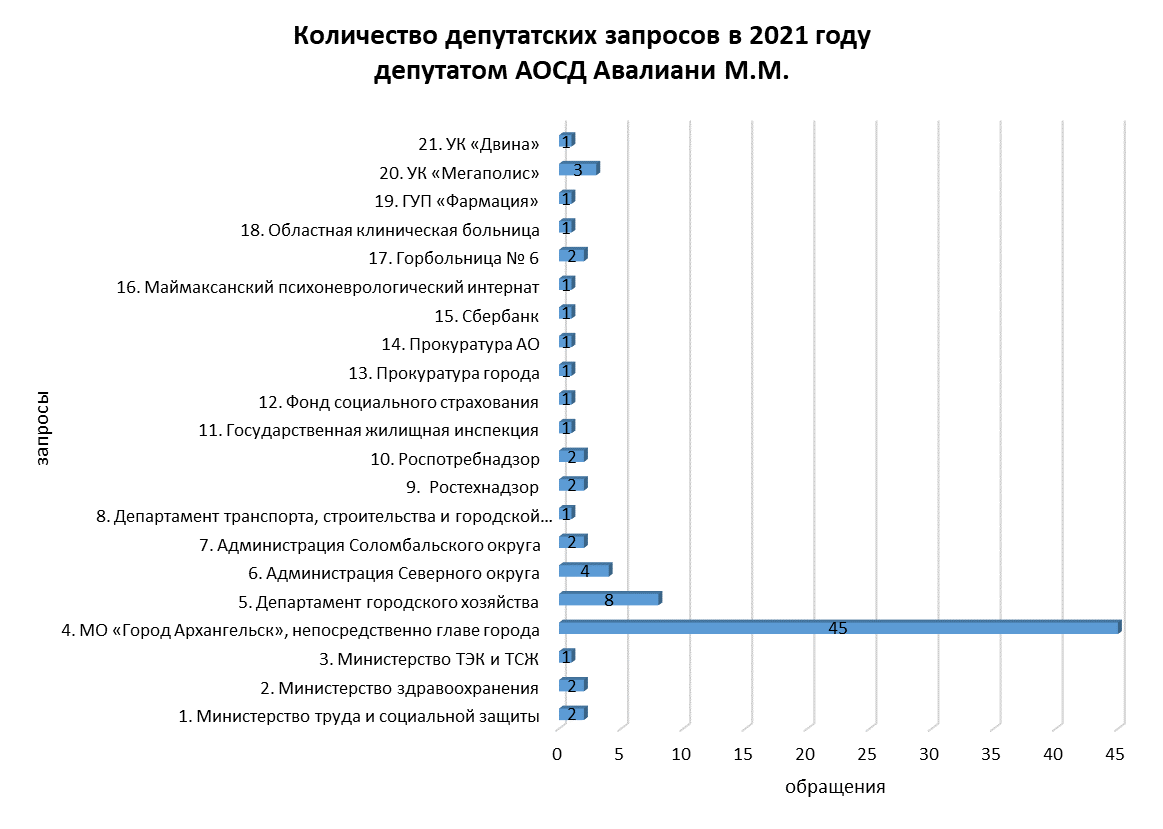 Количество депутатских запросов в 2021 году
депутатом АОСД Авалиани М.М.
21. УК «Двина» 1
20. УК «Мегаполис» 3
19. ГУП «Фармация» 1
18. Областная клиническая больница 1
17. Горбольница № 6 2
16. Маймаксанский психоневрологический интернат 1
15. Сбербанк 1
14. Прокуратура АО 1
13. Прокуратура города 1
12. Фонд социального страхования 1
11. Государственная жилищная инспекция 1
10. Роспотребнадзор 2
9. Ростехнадзор 2
8. Департамент транспорта, строительства и городской... 1
7. Администрация Соломбальского округа 2
6. Администрация Северного округа 4
5. Департамент городского хозяйства 8
4. МО «Город Архангельск», непосредственно главе города 45
3. Министерство ТЭК и ТСЖ 1
2. Министерство здравоохранения 2
1. Министерство труда и социальной защиты 2
запросы
0 5 10 15 20 25 30 35 40 45
обращения